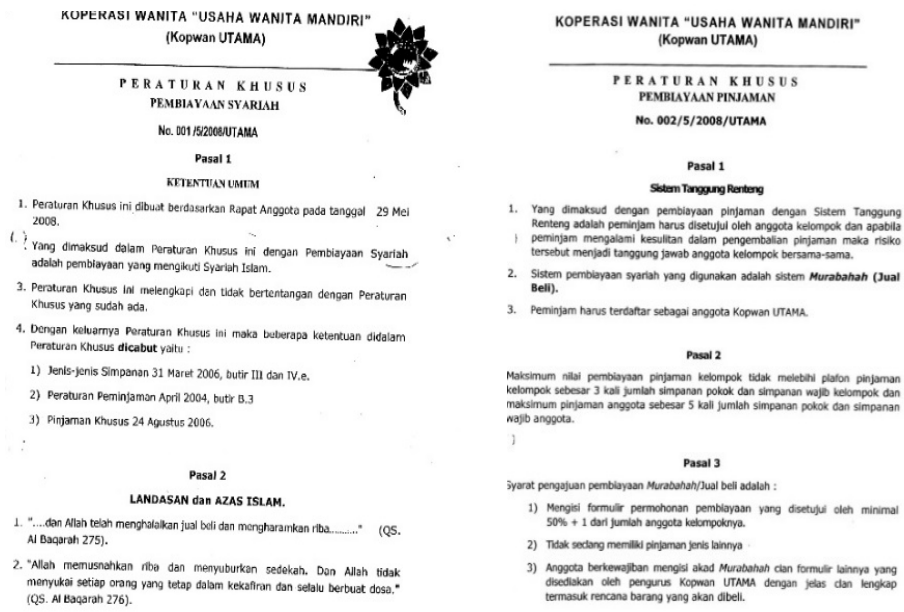 KOPERASI WANITA "USAHA WANITA MANDIRI"
(Kopwan UTAMA)
PERATURAN KHUSUS
PEMBIAYAAN SYARIAH
No. 001/5/2008/UTAMA
Pasal 1
KETENTUAN UMUM
1. Peraturan Khusus ini dibuat berdasarkan Rapat Anggota pada tanggal 29 Mei
2008.
Yang dimaksud dalam Peraturan Khusus ini dengan Pembiayaan Syariah
adalah pembiayaan yang mengikuti Syariah Islam.
3. Peraturan Khusus ini melengkapi dan tidak bertentangan dengan Peraturan
Khusus yang sudah ada.
4. Dengan keluarnya Peraturan Khusus ini maka beberapa ketentuan didalam
Peraturan Khusus dicabut yaitu :
1) Jenis-jenis Simpanan 31 Maret 2006, butir III dan IV.e.
2) Peraturan Peminjaman April 2004, butir B.3
3) Pinjaman Khusus 24 Agustus 2006.
Pasal 2
LANDASAN dan AZAS ISLAM.
1. "....dan Allah telah menghalalkan jual beli dan mengharamkan riba.........." (QS.
Al Baqarah 275).
2. "Allah memusnahkan riba dan menyuburkan sedekah. Dan Allah tidak
menyukai setiap orang yang tetap dalam kekafiran dan selalu berbuat dosa."
(QS. Al Baqarah 276).
KOPERASI WANITA "USAHA WANITA MANDIRI"
(Kopwan UTAMA)
PERATURAN KHUSUS
PEMBIAYAAN PINJAMAN
No. 002/5/2008/UTAMA
Pasal 1
Sistem Tanggung Renteng
1. Yang dimaksud dengan pembiayaan pinjaman dengan Sistem Tanggung
Renteng adalah peminjam harus disetujui oleh anggota kelompok dan apabila
peminjam mengalami kesulitan dalam pengembalian pinjaman maka risiko
tersebut menjadi tanggung jawab anggota kelompok bersama-sama.
2. Sistem pembiayaan syariah yang digunakan adalah sistem Murabahah (Jual
Beli).
3. Peminjam harus terdaftar sebagai anggota Kopwan UTAMA.
Pasal 2
Maksimum nilai pembiayaan pinjaman kelompok tidak melebihi plafon pinjaman
kelompok sebesar 3 kali jumlah simpanan pokok dan simpanan wajib kelompok dan
maksimum pinjaman anggota sebesar 5 kali jumlah simpanan pokok dan simpanan
wajib anggota.
Pasal 3
Syarat pengajuan pembiayaan Murabahah/Jual beli adalah :
1) Mengisi formulir permohonan pembiayaan yang disetujui oleh minimal
50% + 1 dari jumlah anggota kelompoknya.
2) Tidak sedang memiliki pinjaman jenis lainnya
3) Anggota berkewajiban mengisi akad Murabahah dan formulir lainnya yang
disediakan oleh pengurus Kopwan UTAMA dengan jelas dan lengkap
termasuk rencana barang yang akan dibeli.